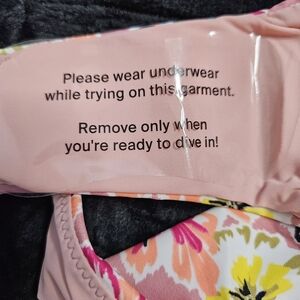 Please wear underwear
while trying on this garment.
Remove only when
you're ready to dive in!